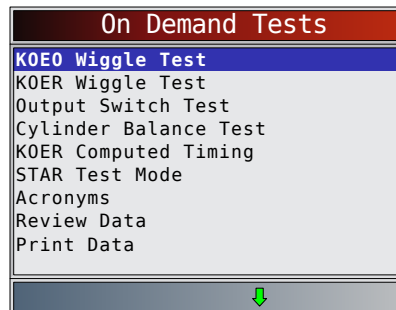 On Demand Tests
KOEO Wiggle Test
KOER Wiggle Test
Output Switch Test
Cylinder Balance Test
KOER Computed Timing
STAR Test Mode
Acronyms
Review Data
Print Data